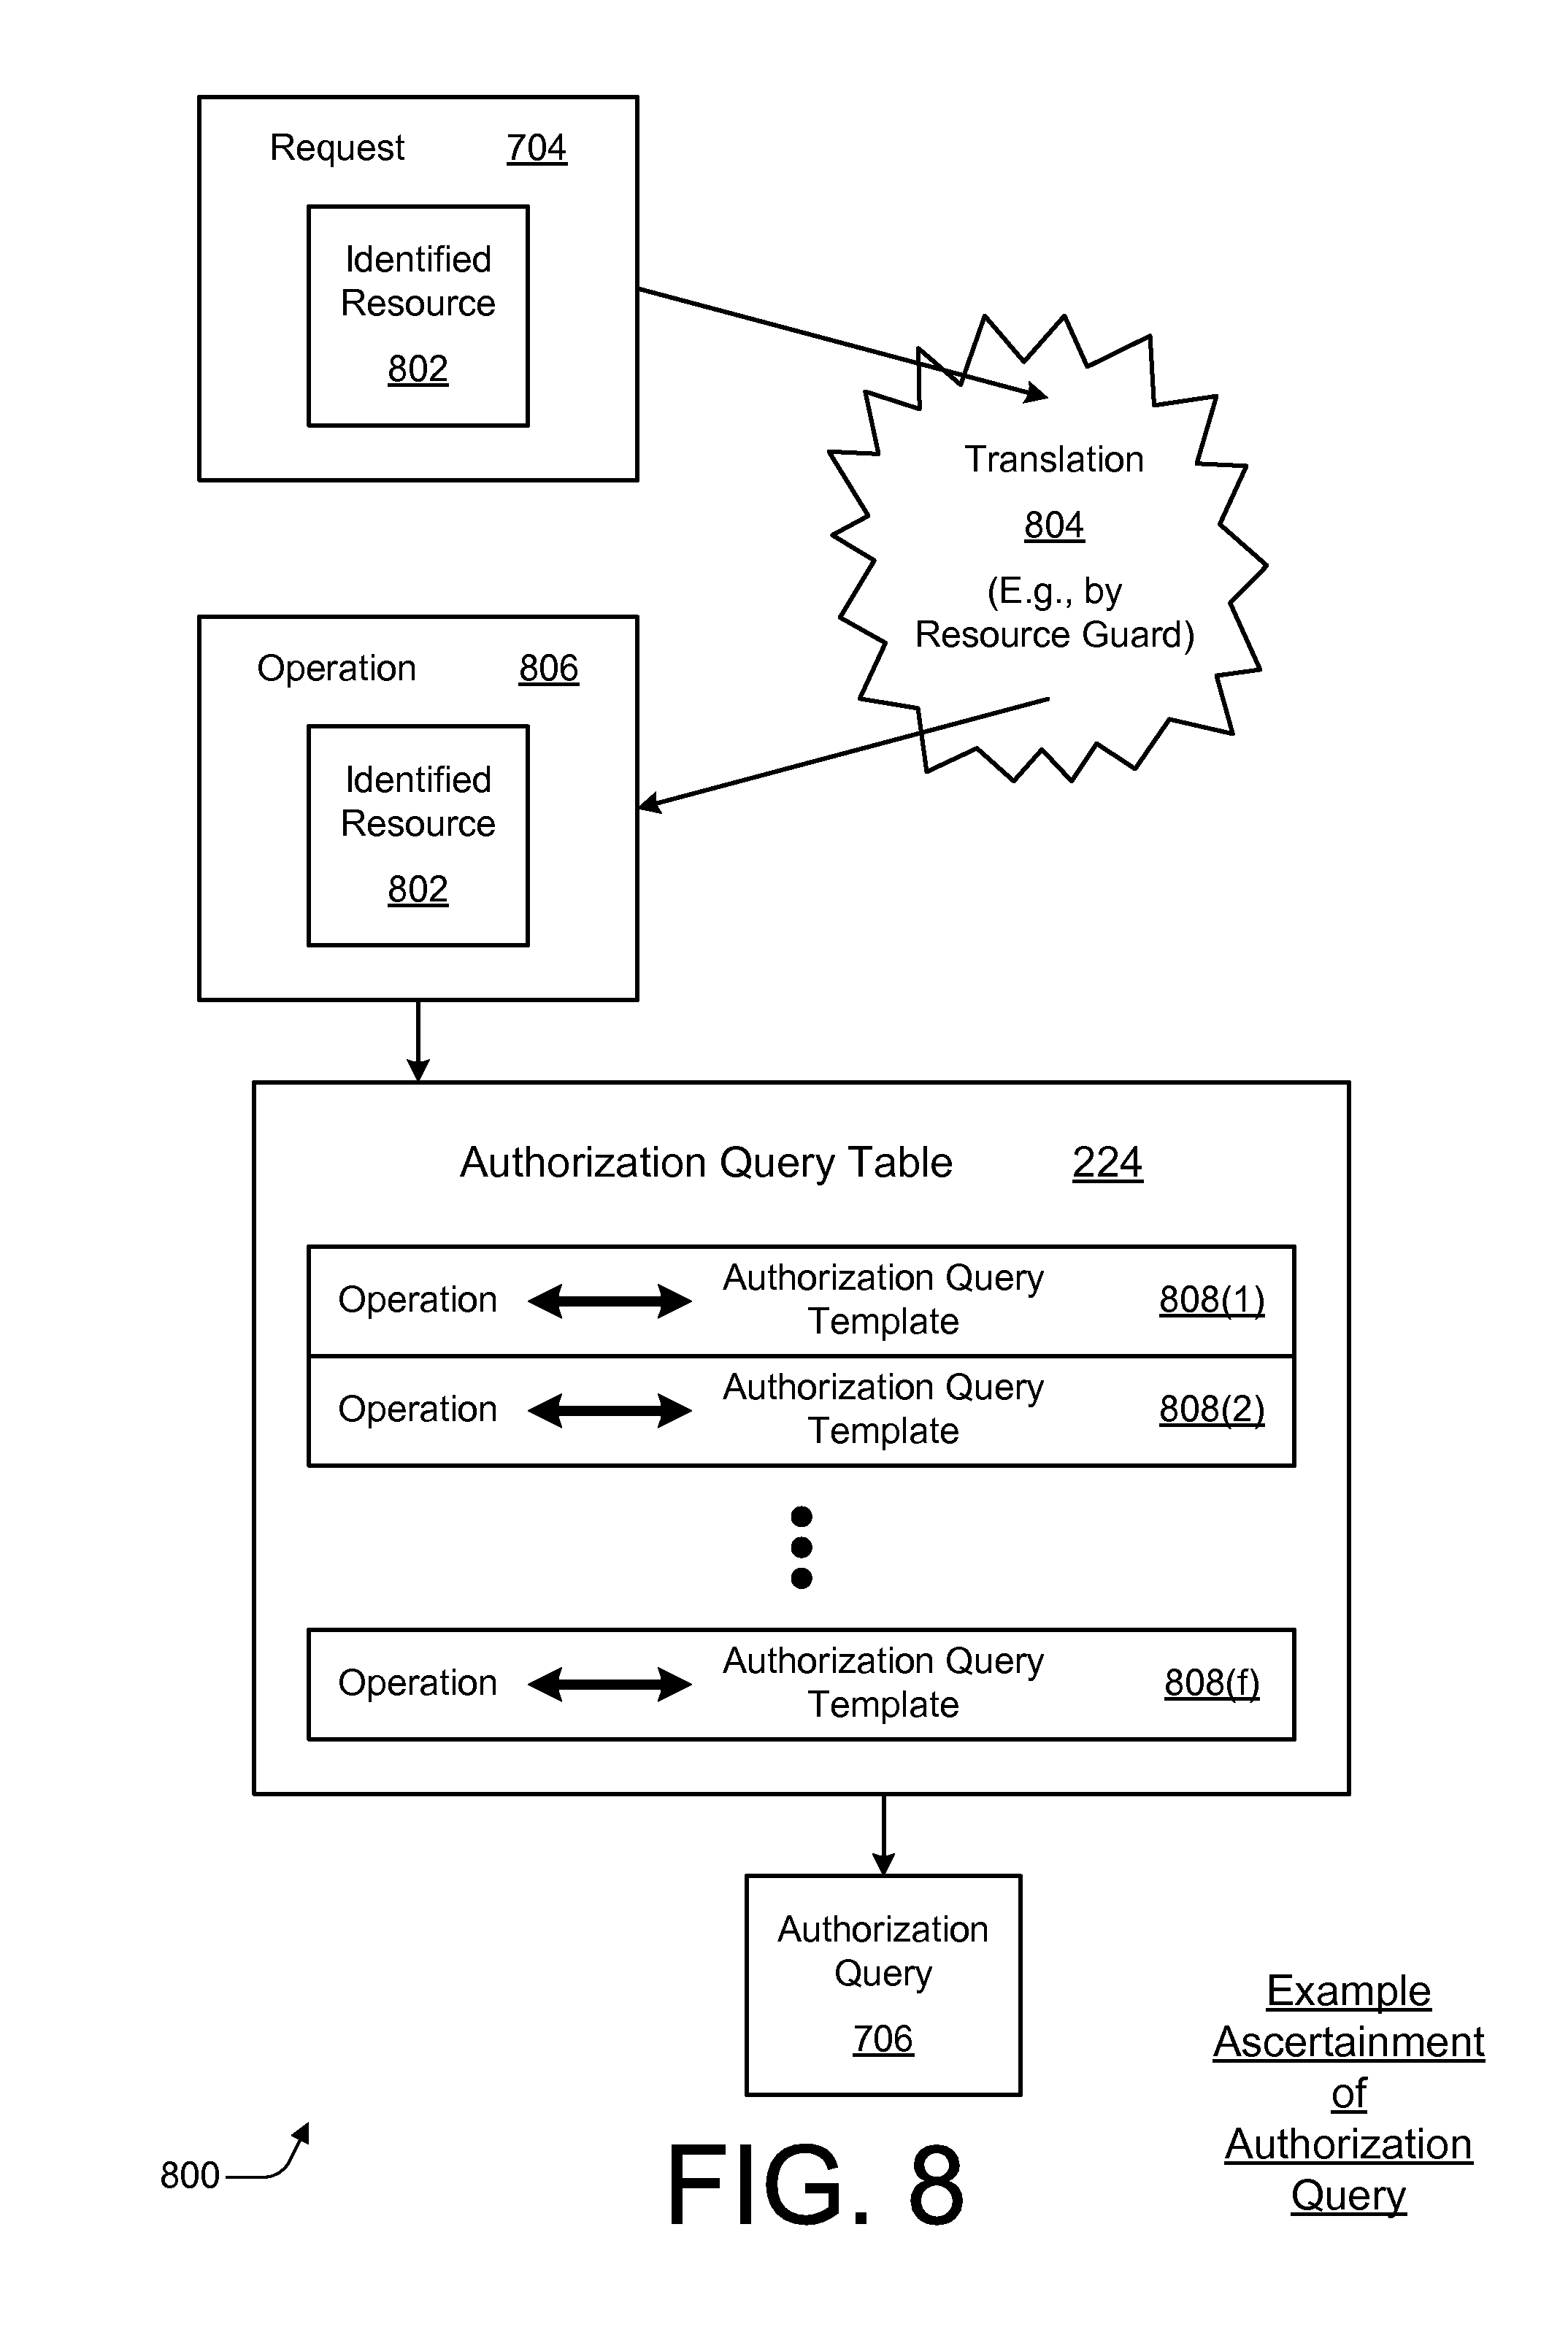 Request 704
Identified
Resource
802
Translation
804
(E.g., by
Resource Guard)
Operation 806
Identified
Resource
802
Authorization Query Table 224
Operation Authorization Query Template 808(1)
Operation Authorization Query Template 808(2)
Operation Authorization Query Template 808(f)
Authorization
Query
706
Example
Ascertainment
of
Authorization
Query
800
FIG. 8